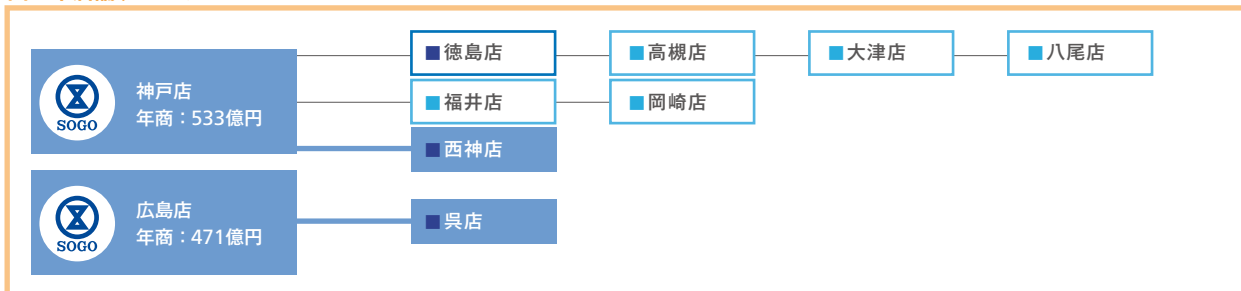 ■徳島店
■高槻店
■大津店
■八尾店
SOGO
神戸店
年商：533億円
■福井店
■岡崎店
■西神店
SOGO
広島店
年商：471億円
■呉店